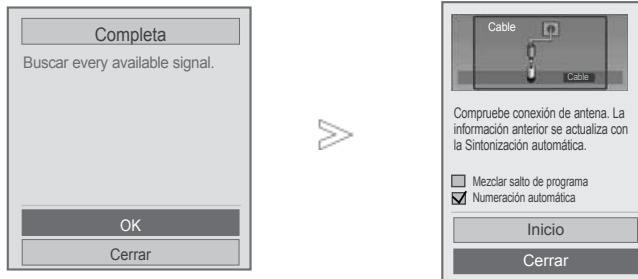 Completa
Buscar every available signal.
OK
Cerrar
Cable
Cable
Compruebe conexión de antena. La
información anterior se actualiza con
la Sintonización automática.
Mezclar salto de programa
Numeración automática
Inicio
Cerrar